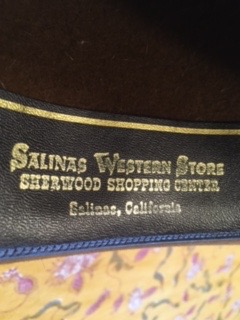 SALINAS WESTERN STORE
SHERWOOD SHOPPING CENTER
Salinas, California